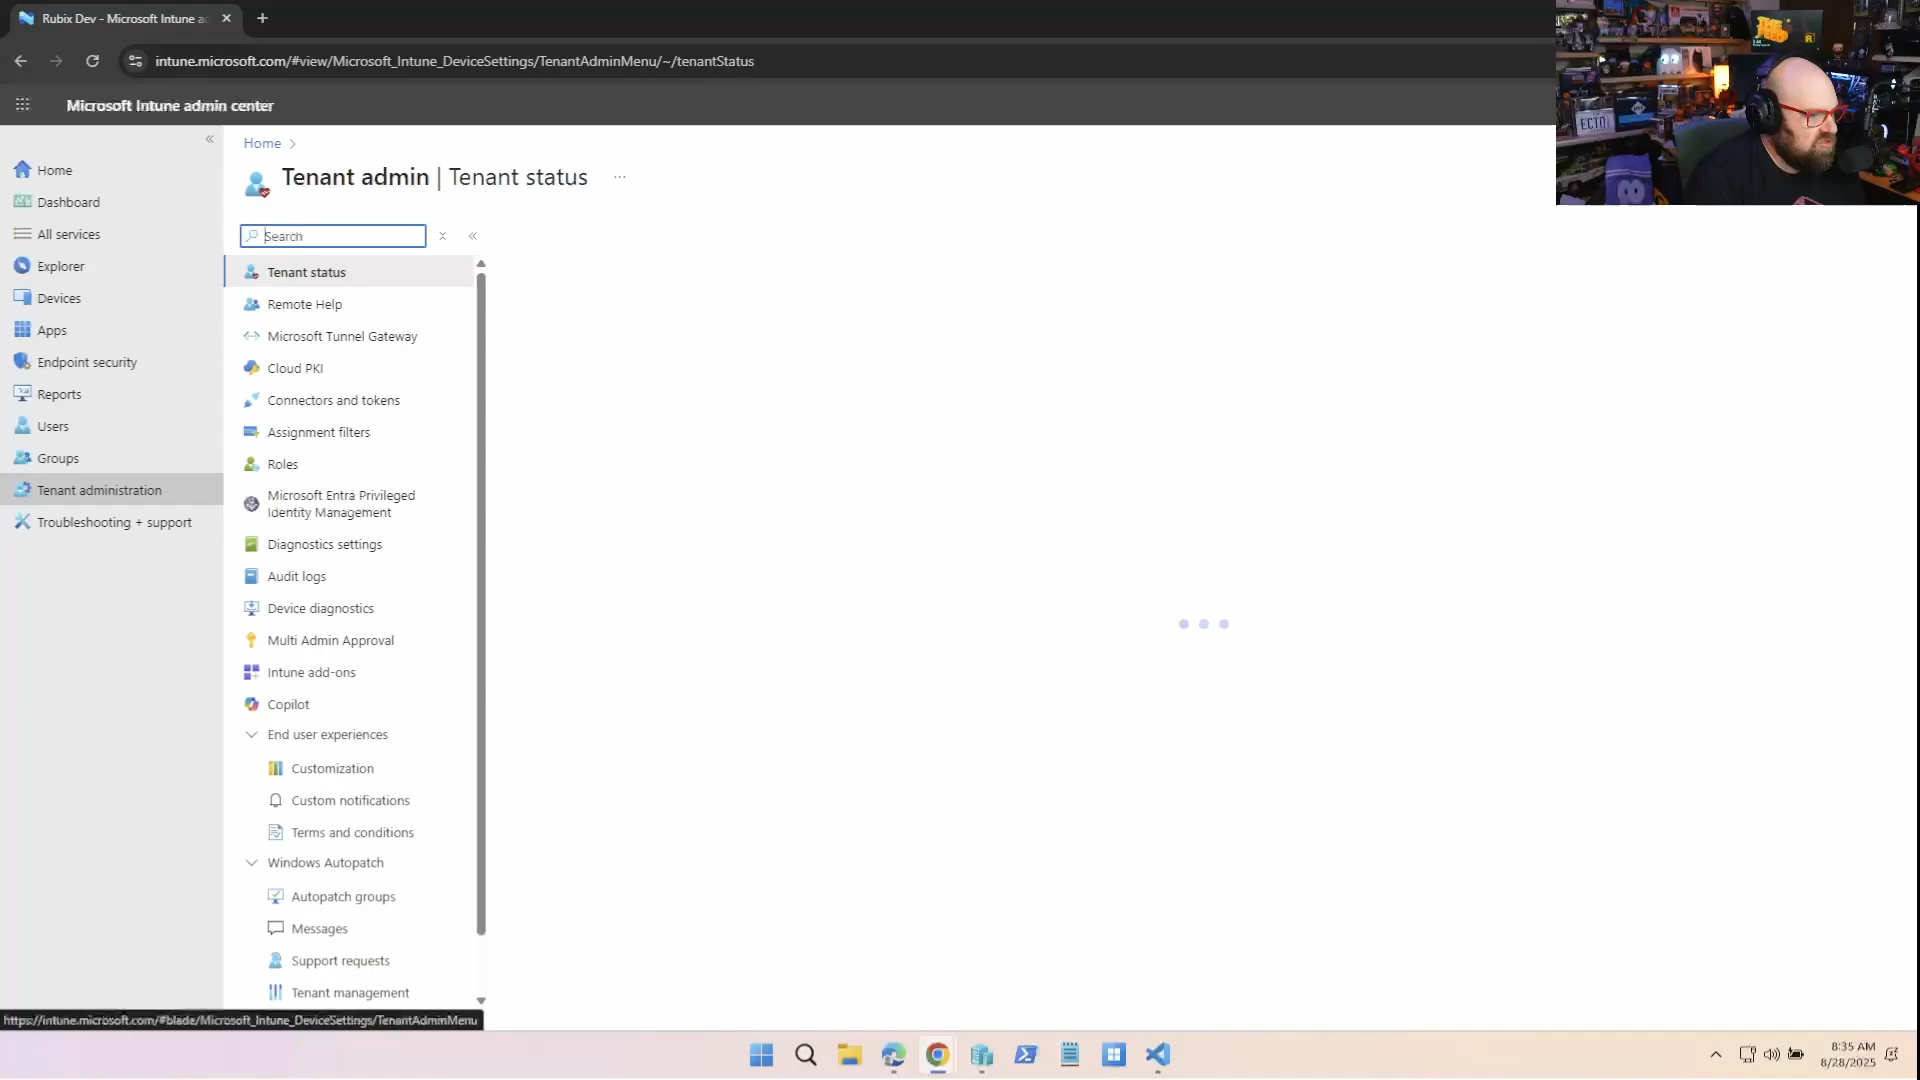 Rubix Dev - Microsoft Intune ac
intune.microsoft.com/#view/Microsoft_Intune_DeviceSettings/TenantAdminMenu/~/tenantStatus
Microsoft Intune admin center
Home
Dashboard
All services
Explorer
Devices
Apps
Endpoint security
Reports
Users
Groups
Tenant administration
Troubleshooting + support
Home
Tenant admin | Tenant status
Search
Tenant status
Remote Help
Microsoft Tunnel Gateway
Cloud PKI
Connectors and tokens
Assignment filters
Roles
Microsoft Entra Privileged
Identity Management
Diagnostics settings
Audit logs
Device diagnostics
Multi Admin Approval
Intune add-ons
Copilot
End user experiences
Customization
Custom notifications
Terms and conditions
Windows Autopatch
Autopatch groups
Messages
Support requests
Tenant management
https://intune.microsoft.com/#blade/Microsoft_Intune_DeviceSettings/TenantAdminMenu
8:35 AM
8/28/2025
ECTO